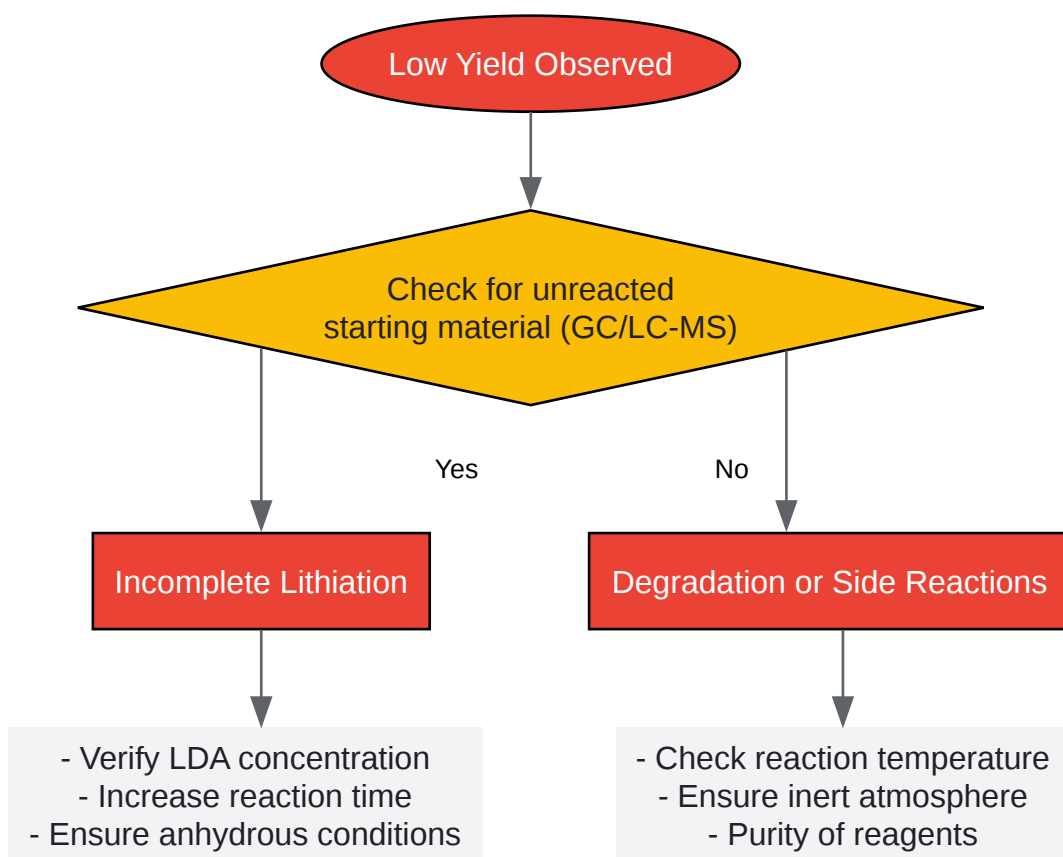 Low Yield Observed
Check for unreacted
starting material (GC/LC-MS)
Yes
No
Incomplete Lithiation
Degradation or Side Reactions
- Verify LDA concentration
- Increase reaction time
- Ensure anhydrous conditions
- Check reaction temperature
- Ensure inert atmosphere
- Purity of reagents